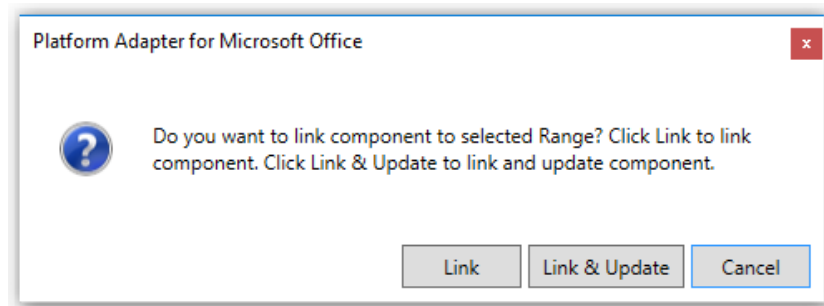 Platform Adapter for Microsoft Office
x
?
Do you want to link component to selected Range? Click Link to link
component. Click Link & Update to link and update component.
Link
Link & Update
Cancel